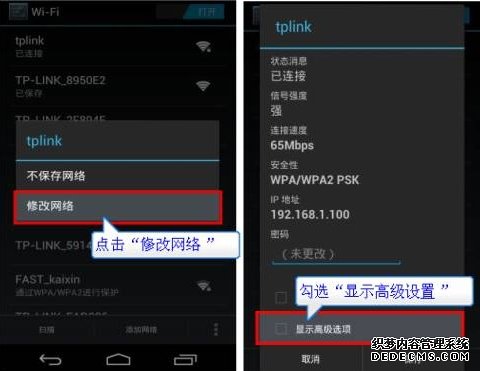 Wi-Fi
打开
tplink
已连接
TP-LINK_8950E2
已保存
tplink
不保存网络
修改网络
点击“修改网络 ”
TP-LINK_5914
FAST_kaixin
通过WPA/WPA2进行保护
扫描
添加网络
tplink
状态消息
已连接
信号强度
强
连接速度
65Mbps
安全性
WPA/WPA2 PSK
IP 地址
192.168.1.100
密码
（未更改）
勾选“显示高级设置 ”
显示高级选项
取消
织梦内容管理系统
DEDECMS.COM